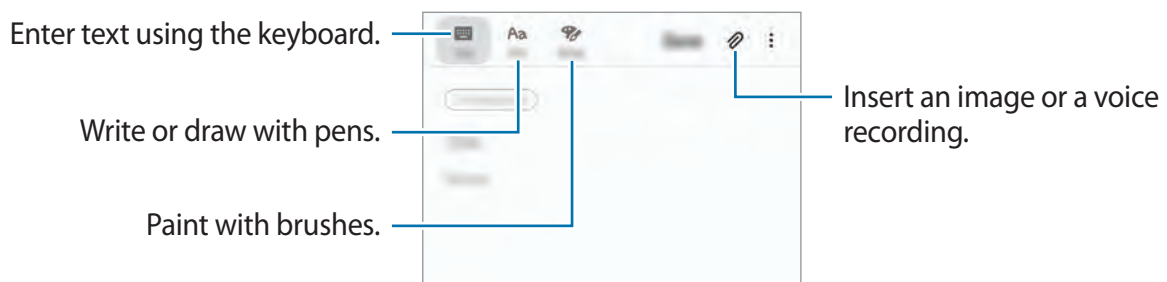 Enter text using the keyboard.
Aa
Write or draw with pens.
Insert an image or a voice
recording.
Paint with brushes.